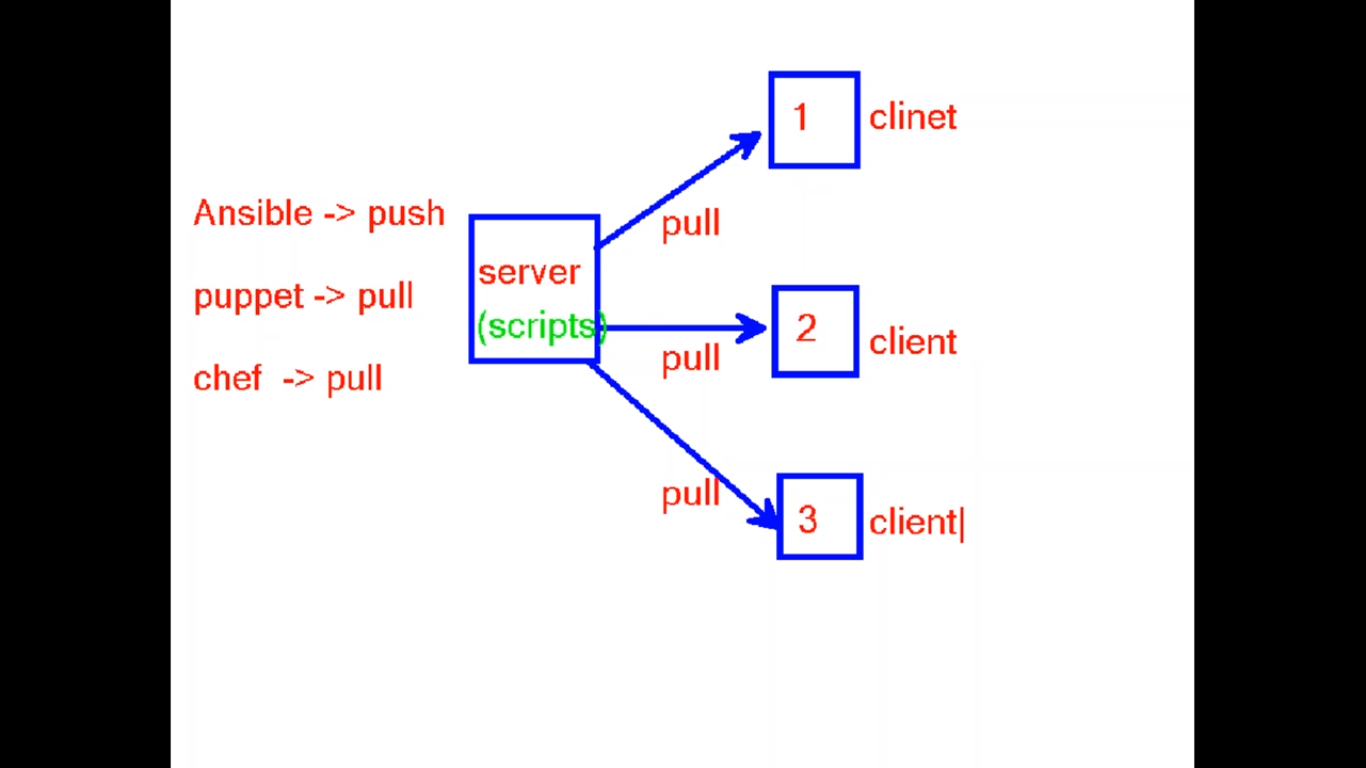 Ansible -> push
puppet -> pull
chef -> pull
server
(scripts)
pull
pull
pull
1
clinet
2
client
3
client